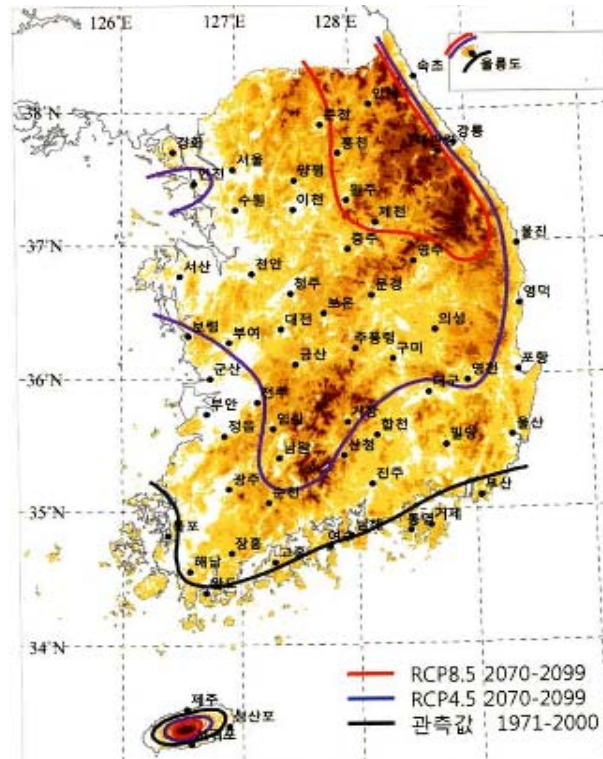 126°E 127°E 128°E
속초
울릉도
38°N
춘천
강릉
강화
서울
홍천
인천
양평
수원
이천
원주
제천
37°N
충주
울진
영주
서산
천안
청주
문경
영덕
보은
보령
부여
대전
의성
추풍령
구미
금산
포항
36°N
군산
영천
대구
전주
부안
거창
정읍
임실
합천
울산
밀양
남원
산청
광주
진주
순천
부산
35°N
목포
거제
통영
남해
여수
장흥
고흥
해남
완도
34°N
RCP8.5 2070-2099
RCP4.5 2070-2099
관측값 1971-2000
제주
성산포
서귀포